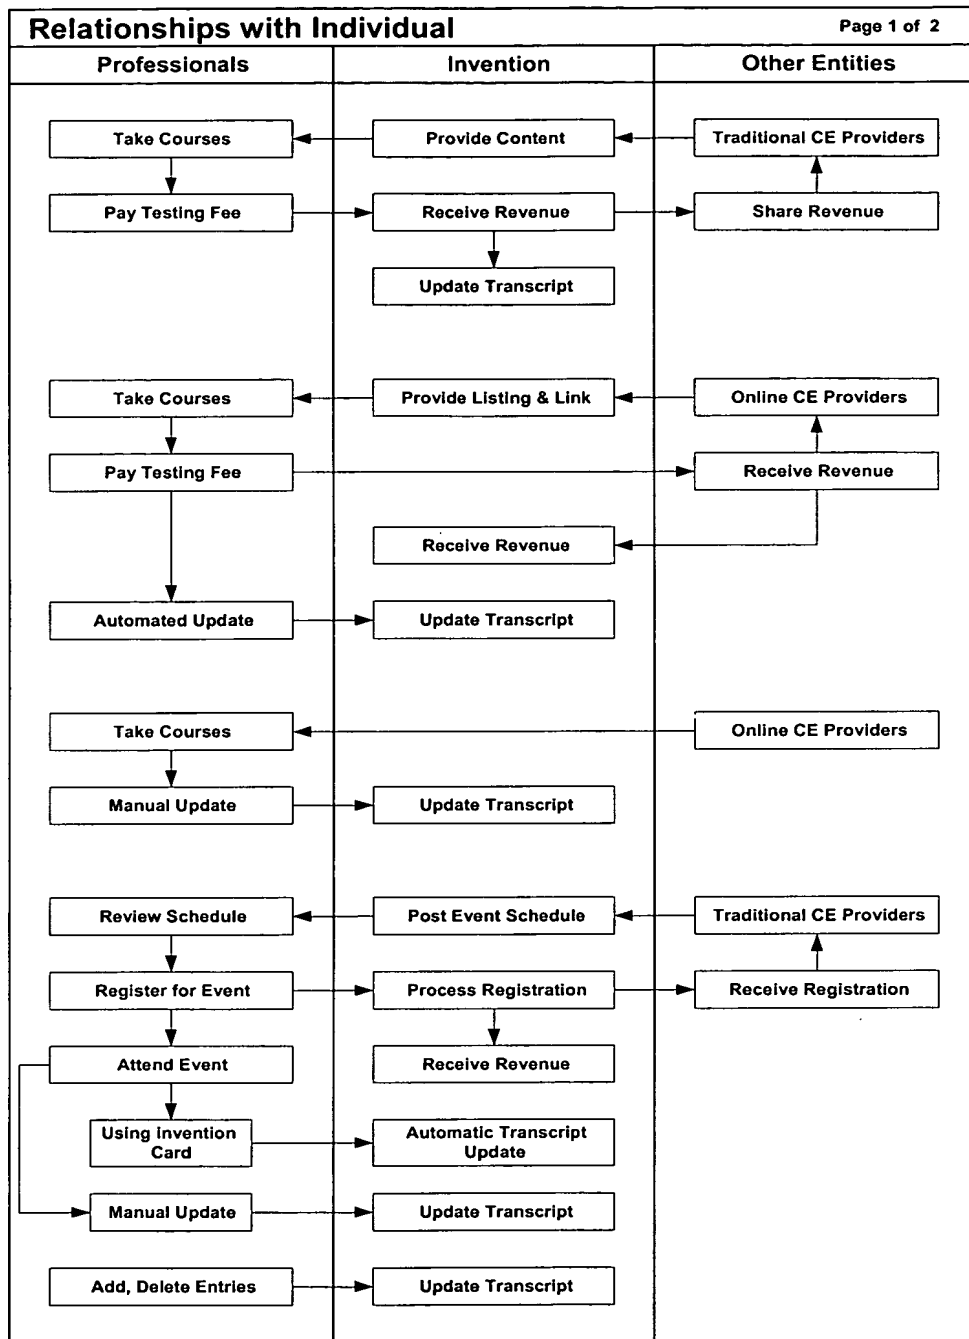 Relationships with Individual
Page 1 of 2
Professionals
Invention
Other Entities
Take Courses
Provide Content
Traditional CE Providers
Pay Testing Fee
Receive Revenue
Share Revenue
Update Transcript
Take Courses
Provide Listing & Link
Online CE Providers
Pay Testing Fee
Receive Revenue
Receive Revenue
Automated Update
Update Transcript
Take Courses
Online CE Providers
Manual Update
Update Transcript
Review Schedule
Post Event Schedule
Traditional CE Providers
Register for Event
Process Registration
Receive Registration
Attend Event
Receive Revenue
Using Invention
Card
Automatic Transcript
Update
Manual Update
Update Transcript
Add, Delete Entries
Update Transcript